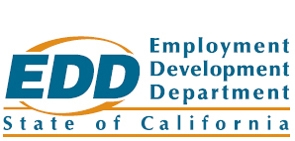 EDD
Employment
Development
Department
State of California